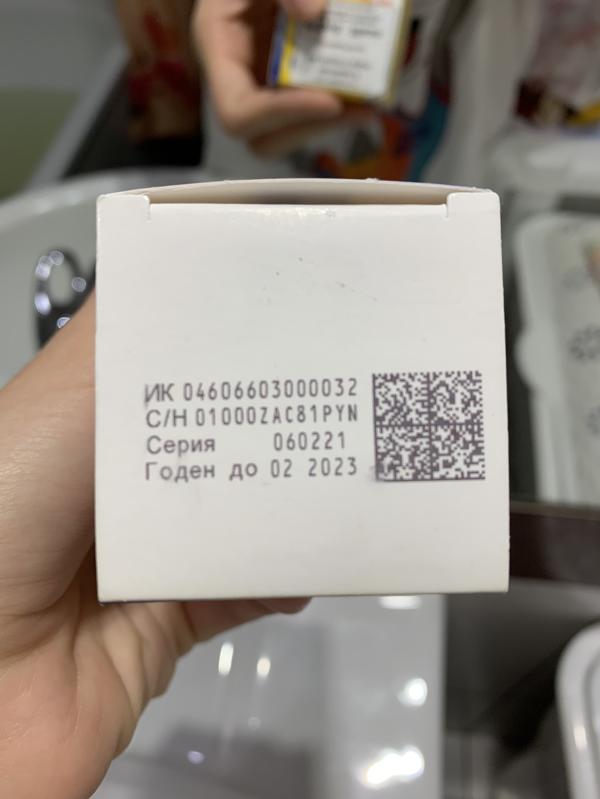 ИК 04606603000032
С/Н 01000ZAC81PYN
Серия 060221
Годен до 02 2023